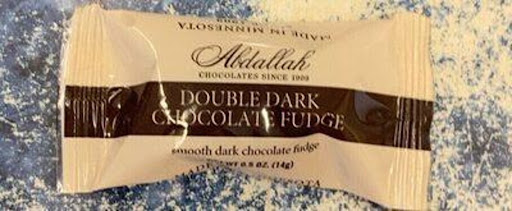 MADE IN MINNESOTA
Abdallah
CHOCOLATES SINCE 1909
DOUBLE DARK
CHOCOLATE FUDGE
smooth dark chocolate fudge
WT 0.5 OZ. (14g)